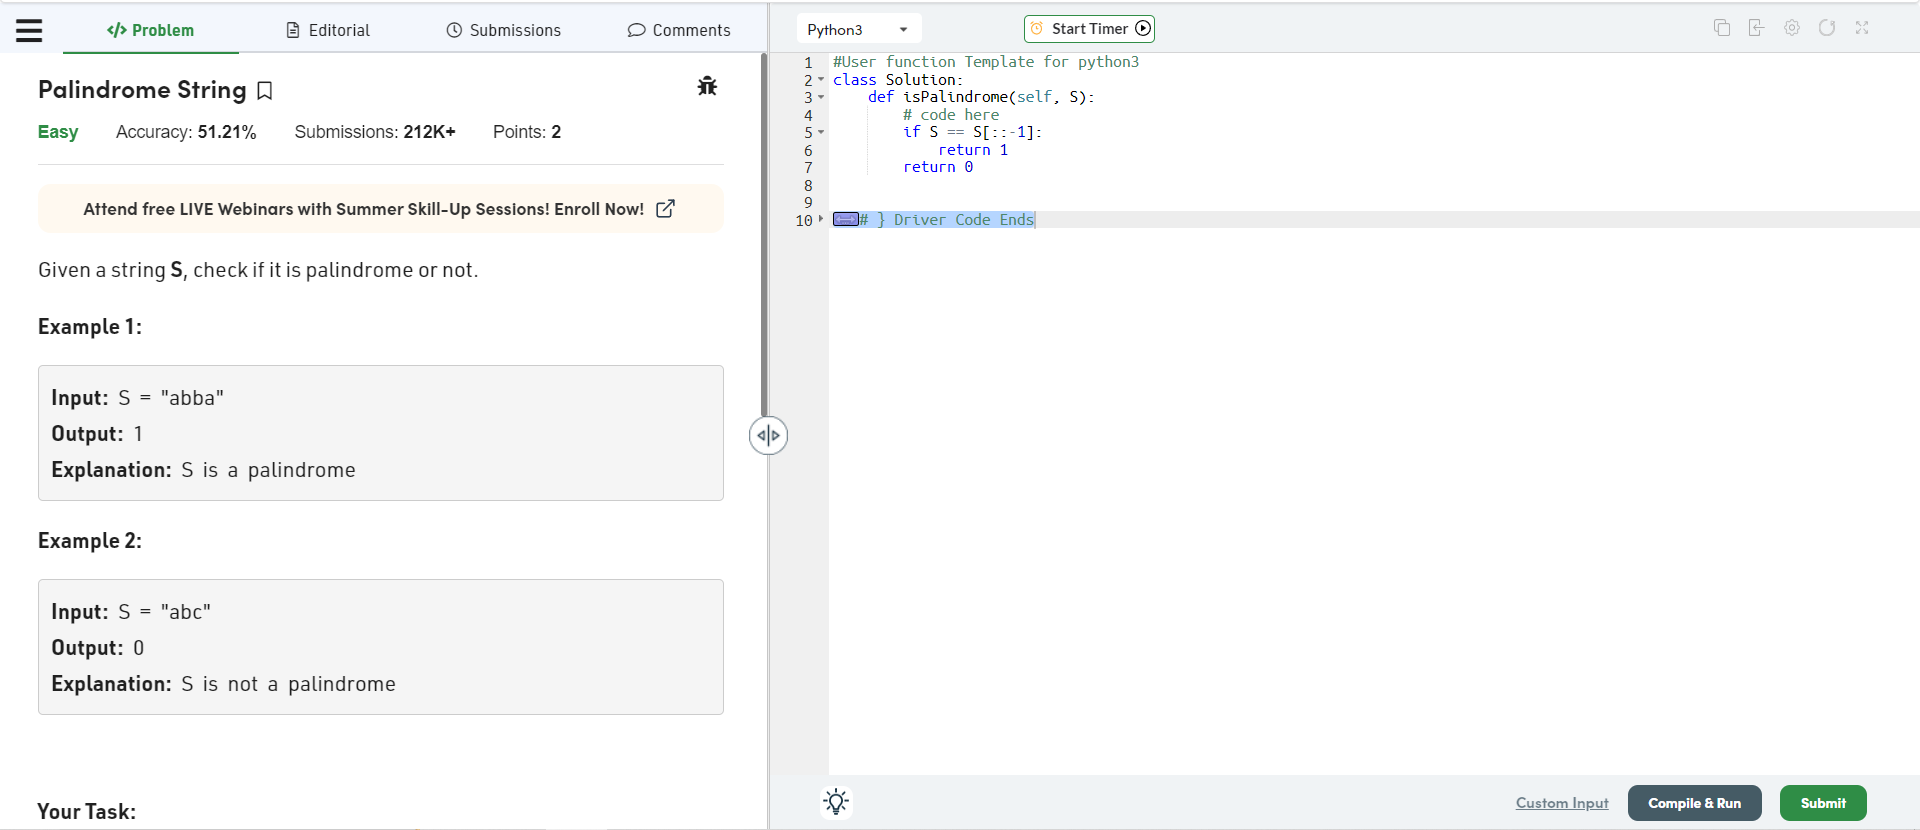 </> Problem
Editorial
Submissions
Comments
Palindrome String
Easy Accuracy: 51.21% Submissions: 212K+ Points: 2
Attend free LIVE Webinars with Summer Skill-Up Sessions! Enroll Now!
Given a string S, check if it is palindrome or not.
Example 1:
Input: S = "abba"
Output: 1
Explanation: S is a palindrome
Example 2:
Input: S = "abc"
Output: 0
Explanation: S is not a palindrome
Your Task:
Python3
Start Timer
1 #User function Template for python3
2 class Solution:
3     def isPalindrome(self, S):
4         # code here
5         if S == S[::-1]:
6             return 1
7         return 0
8
9
10 # } Driver Code Ends
Custom Input
Compile & Run
Submit